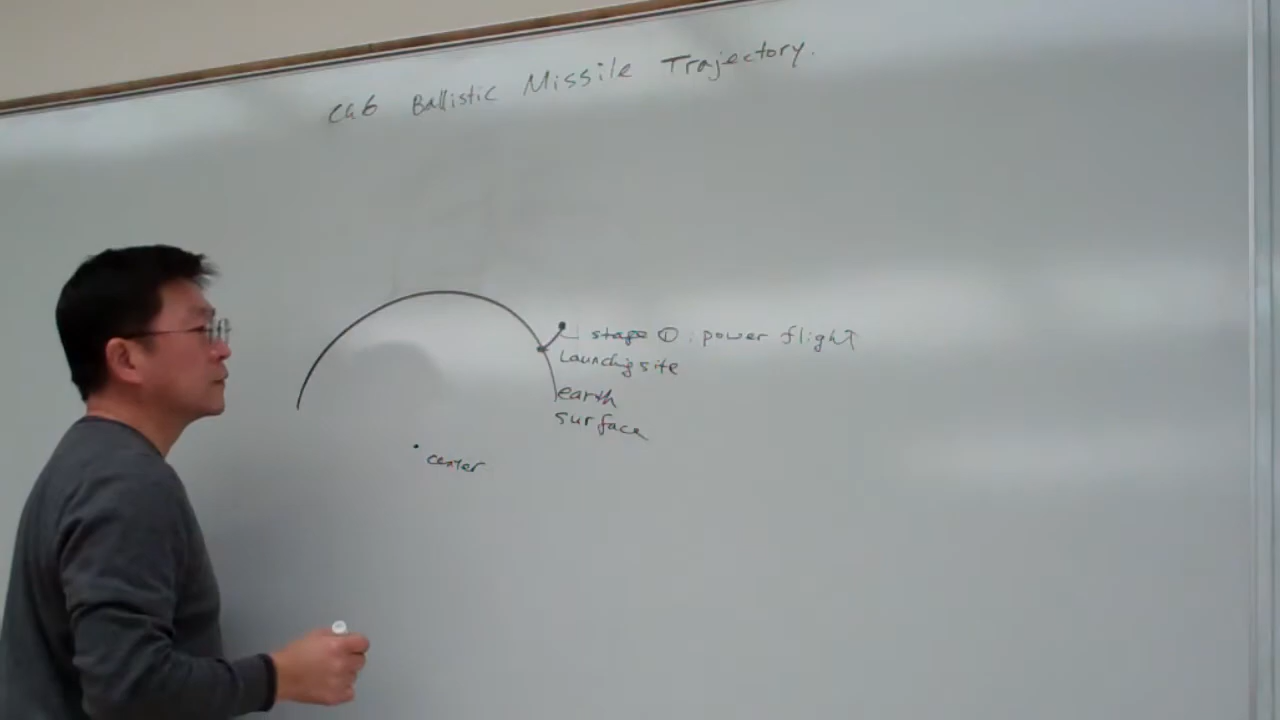 Ch6 Ballistic Missile Trajectory.
stage ① : power flight
Launching site
earth
surface
center